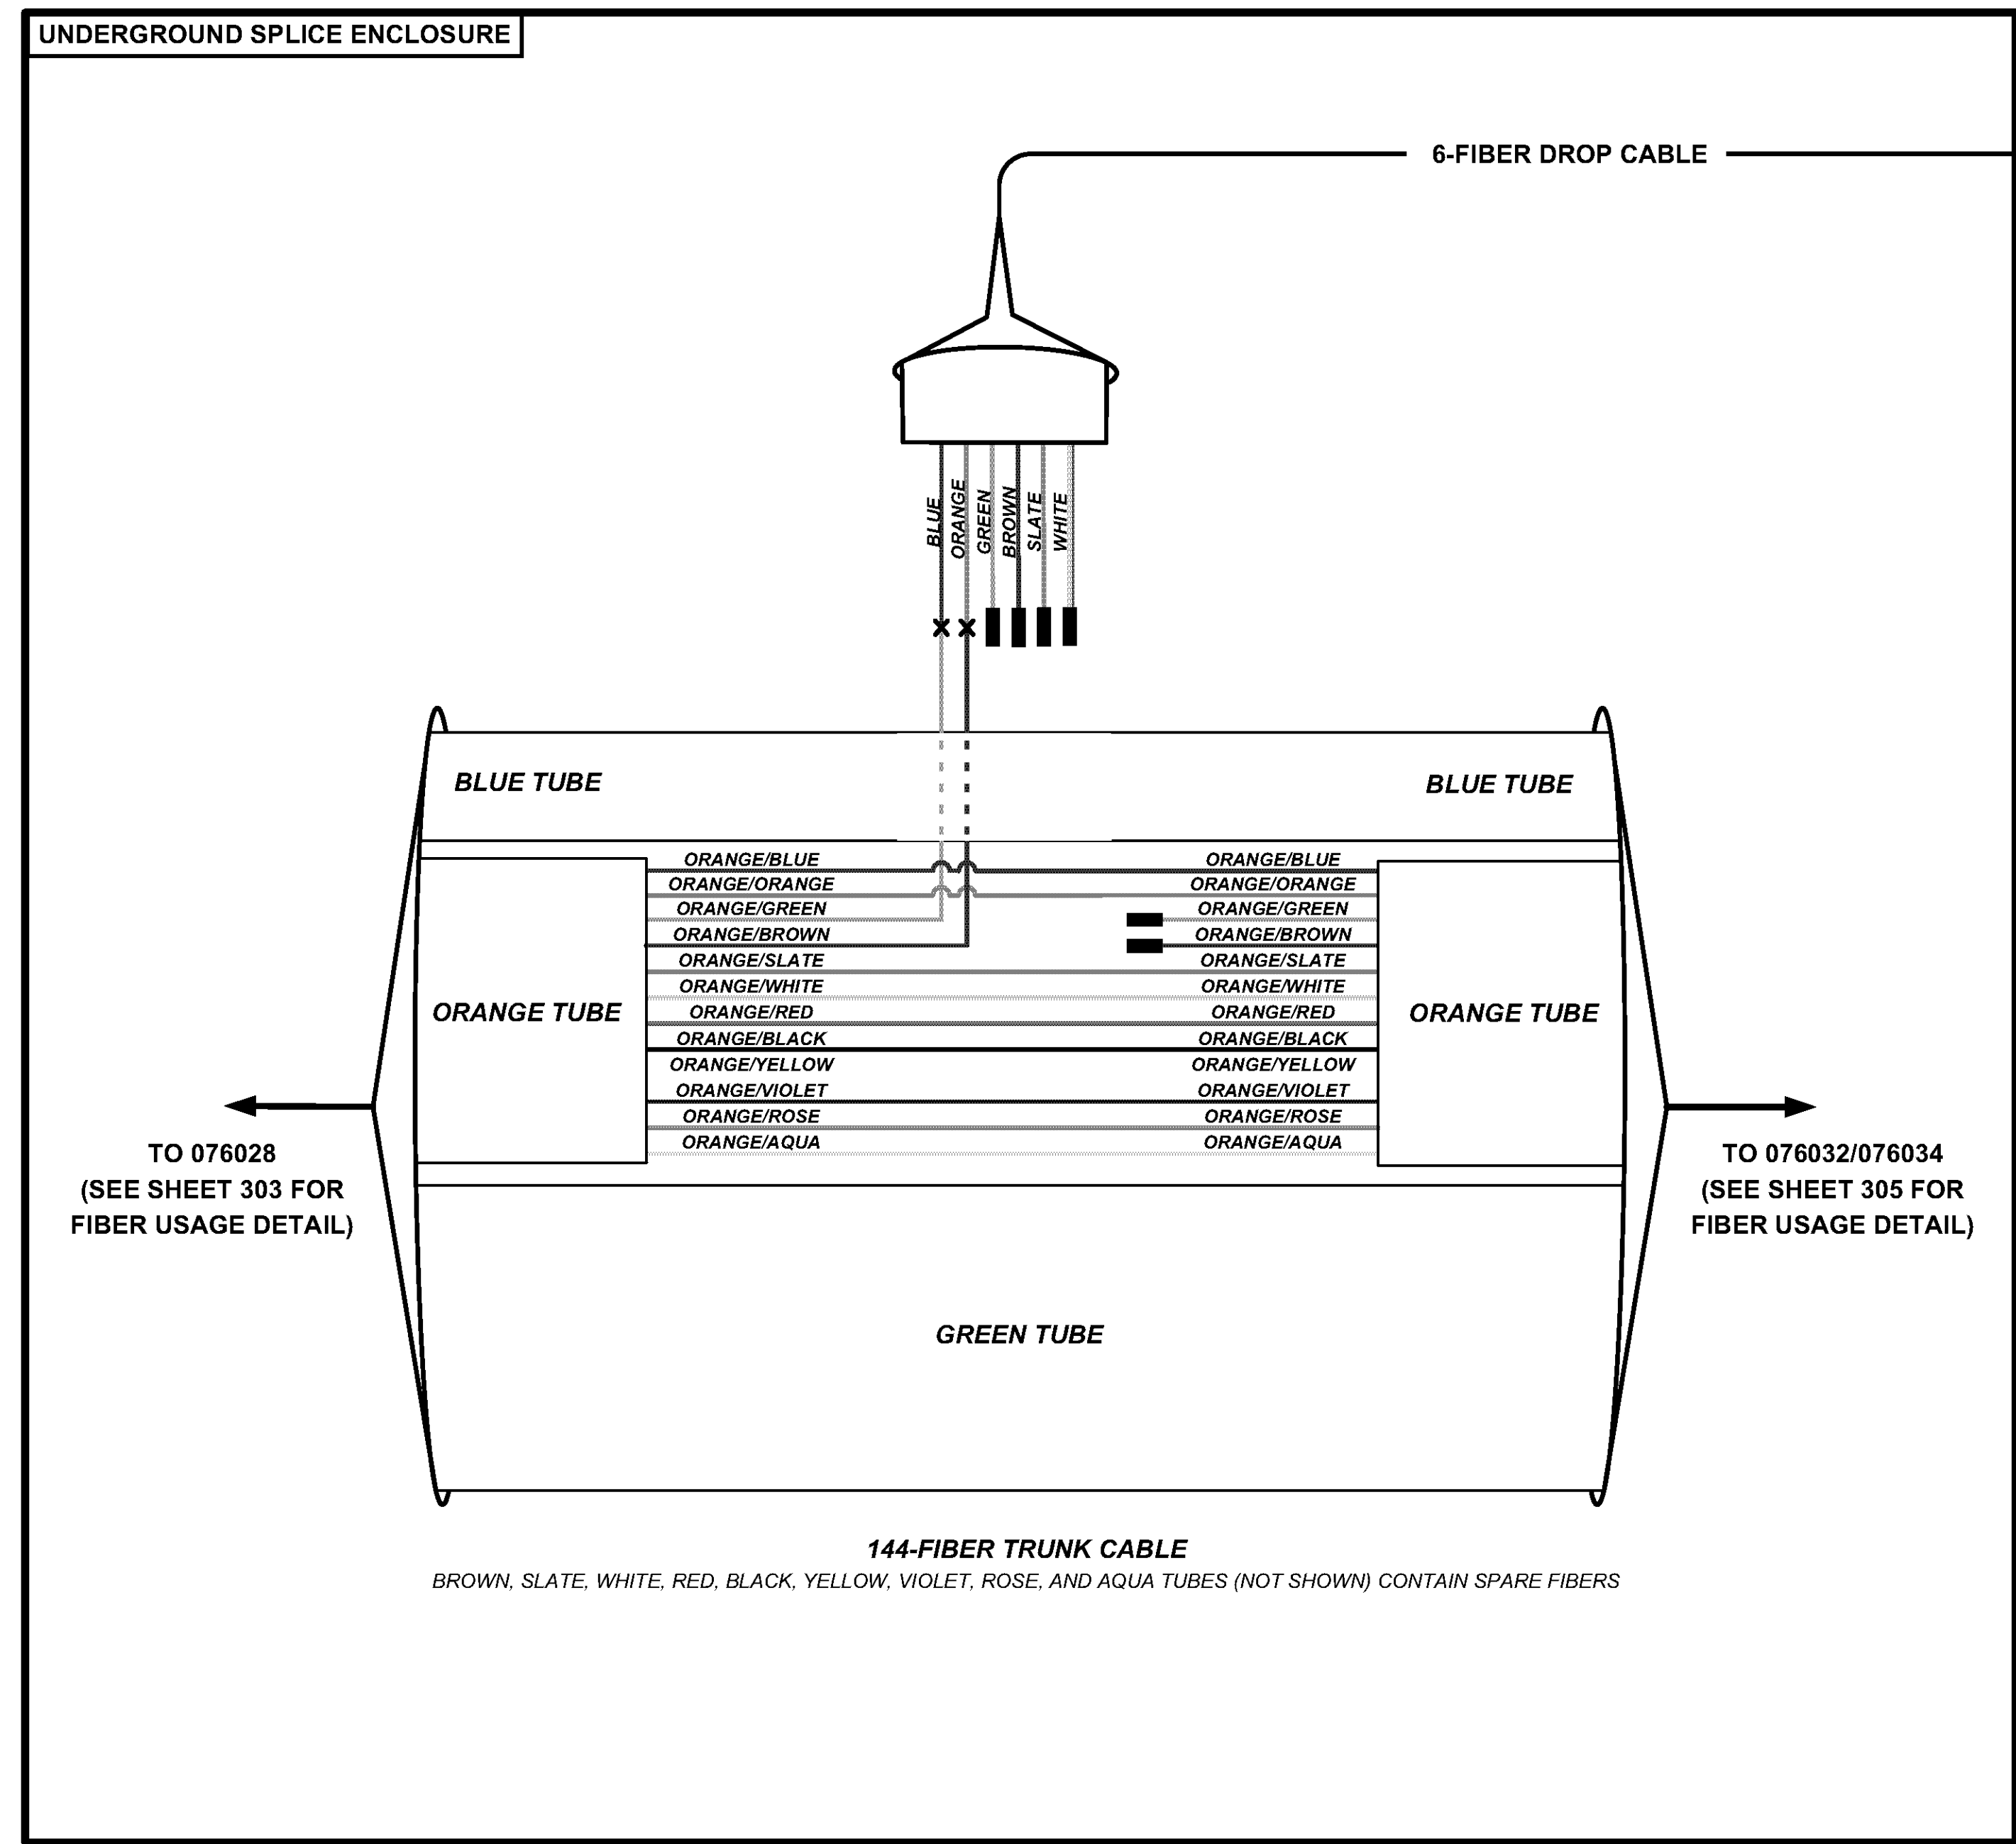 UNDERGROUND SPLICE ENCLOSURE
6-FIBER DROP CABLE
BLUE
ORANGE
GREEN
BROWN
SLATE
WHITE
BLUE TUBE
BLUE TUBE
ORANGE/BLUE
ORANGE/BLUE
ORANGE/ORANGE
ORANGE/ORANGE
ORANGE/GREEN
ORANGE/GREEN
ORANGE/BROWN
ORANGE/BROWN
ORANGE/SLATE
ORANGE/SLATE
ORANGE/WHITE
ORANGE/WHITE
ORANGE TUBE
ORANGE/RED
ORANGE/RED
ORANGE TUBE
ORANGE/BLACK
ORANGE/BLACK
ORANGE/YELLOW
ORANGE/YELLOW
ORANGE/VIOLET
ORANGE/VIOLET
ORANGE/ROSE
ORANGE/ROSE
ORANGE/AQUA
ORANGE/AQUA
TO 076028
(SEE SHEET 303 FOR
FIBER USAGE DETAIL)
TO 076032/076034
(SEE SHEET 305 FOR
FIBER USAGE DETAIL)
GREEN TUBE
144-FIBER TRUNK CABLE
BROWN, SLATE, WHITE, RED, BLACK, YELLOW, VIOLET, ROSE, AND AQUA TUBES (NOT SHOWN) CONTAIN SPARE FIBERS